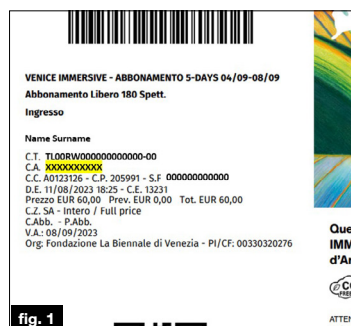 VENICE IMMERSIVE - ABBONAMENTO 5-DAYS 04/09-08/09
Abbonamento Libero 180 Spett.
Ingresso
Name Surname
C.T. TL00RW000000000000-00
C.A. XXXXXXXXXX
C.C. A0123126 - C.P. 205991 - S.F 000000000000
D.E. 11/08/2023 18:25 - C.E. 13231
Prezzo EUR 60,00 Prev. EUR 0,00 Tot. EUR 60,00
C.Z. SA - Intero / Full price
C.Abb. - P.Abb.
V.A.: 08/09/2023
Org: Fondazione La Biennale di Venezia - PI/CF: 00330320276
Que
IMM
d'Ar
CO
FREE
ATTEN
fig. 1